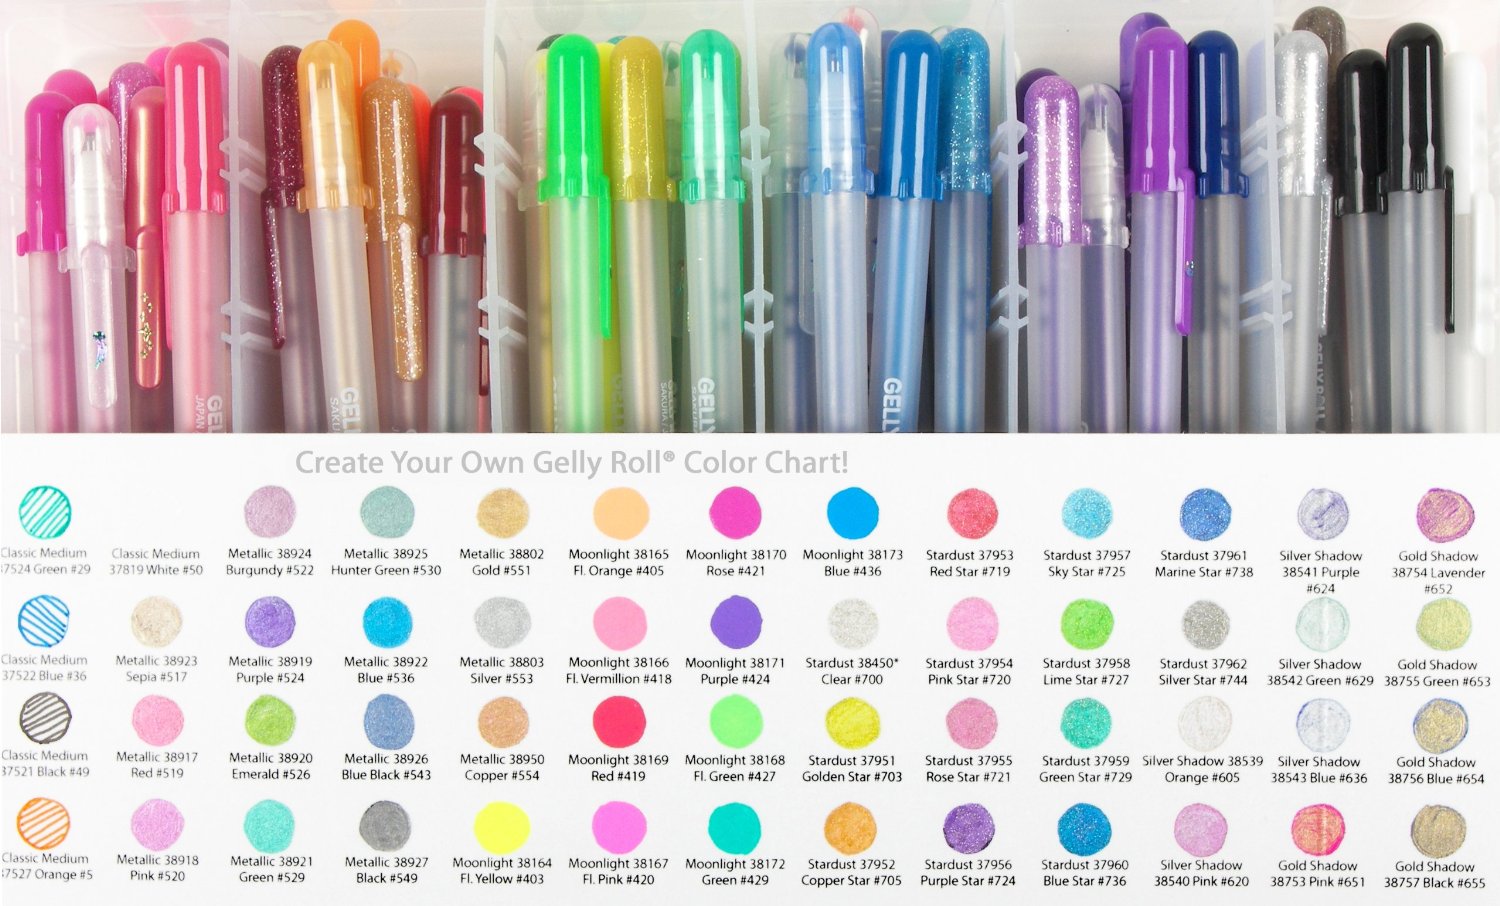 GELLY
JAPAN
GELLY
SAKURA
GELLY
SAKURA
GELLY
SAKURA
GELLY
Create Your Own Gelly Roll® Color Chart!
Classic Medium
37524 Green #29
Classic Medium
37819 White #50
Metallic 38924
Burgundy #522
Metallic 38925
Hunter Green #530
Metallic 38802
Gold #551
Moonlight 38165
Fl. Orange #405
Moonlight 38170
Rose #421
Moonlight 38173
Blue #436
Stardust 37953
Red Star #719
Stardust 37957
Sky Star #725
Stardust 37961
Marine Star #738
Silver Shadow
38541 Purple
#624
Gold Shadow
38754 Lavender
#652
Classic Medium
37522 Blue #36
Metallic 38923
Sepia #517
Metallic 38919
Purple #524
Metallic 38922
Blue #536
Metallic 38803
Silver #553
Moonlight 38166
Fl. Vermillion #418
Moonlight 38171
Purple #424
Stardust 38450*
Clear #700
Stardust 37954
Pink Star #720
Stardust 37958
Lime Star #727
Stardust 37962
Silver Star #744
Silver Shadow
38542 Green #629
Gold Shadow
38755 Green #653
Classic Medium
37521 Black #49
Metallic 38917
Red #519
Metallic 38920
Emerald #526
Metallic 38926
Blue Black #543
Metallic 38950
Copper #554
Moonlight 38169
Red #419
Moonlight 38168
Fl. Green #427
Stardust 37951
Golden Star #703
Stardust 37955
Rose Star #721
Stardust 37959
Green Star #729
Silver Shadow 38539
Orange #605
Silver Shadow
38543 Blue #636
Gold Shadow
38756 Blue #654
Classic Medium
37527 Orange #5
Metallic 38918
Pink #520
Metallic 38921
Green #529
Metallic 38927
Black #549
Moonlight 38164
Fl. Yellow #403
Moonlight 38167
Fl. Pink #420
Moonlight 38172
Green #429
Stardust 37952
Copper Star #705
Stardust 37956
Purple Star #724
Stardust 37960
Blue Star #736
Silver Shadow
38540 Pink #620
Gold Shadow
38753 Pink #651
Gold Shadow
38757 Black #655